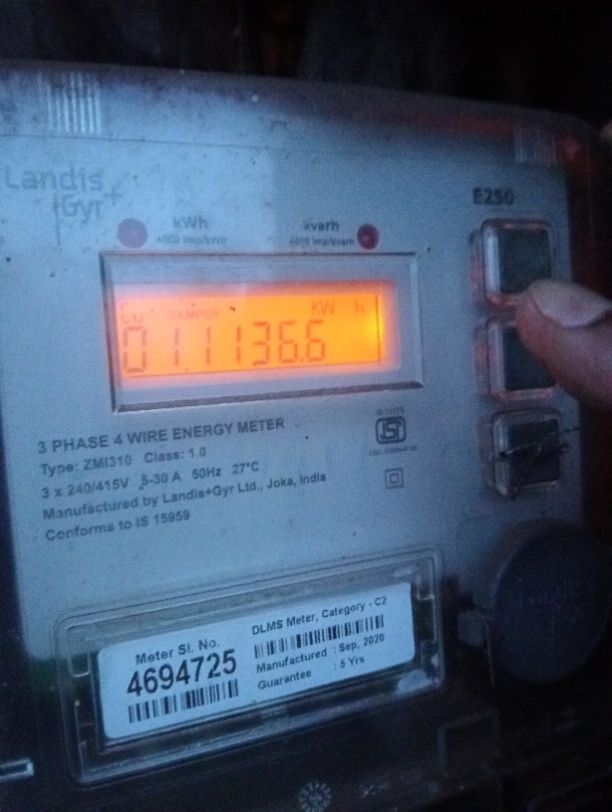 Landis
Gyr+
E250
kWh
4000 imp/kWh
kvarh
4000 imp/kvarh
Cu TAMPER KW h
01.1136.6
3 PHASE 4 WIRE ENERGY METER
Type: ZMI310 Class: 1.0
3 x 240/415V 5-30 A 50Hz 27°C
Manufactured by Landis+Gyr Ltd., Joka, India
Conforms to IS 15959
Meter Sl. No.
4694725
DLMS Meter, Category - C2
Manufactured : Sep, 2020
Guarantee : 5 Yrs